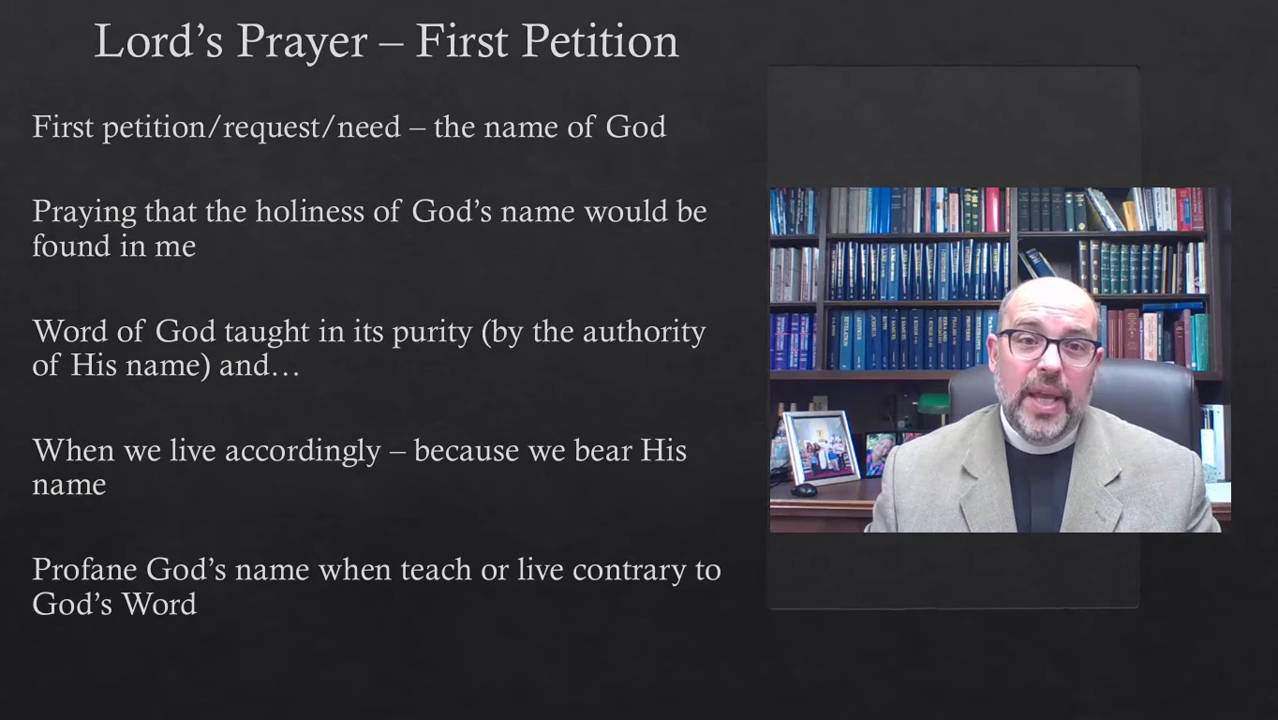 Lord’s Prayer – First Petition
First petition/request/need – the name of God
Praying that the holiness of God’s name would be
found in me
Word of God taught in its purity (by the authority
of His name) and…
When we live accordingly – because we bear His
name
Profane God’s name when teach or live contrary to
God’s Word